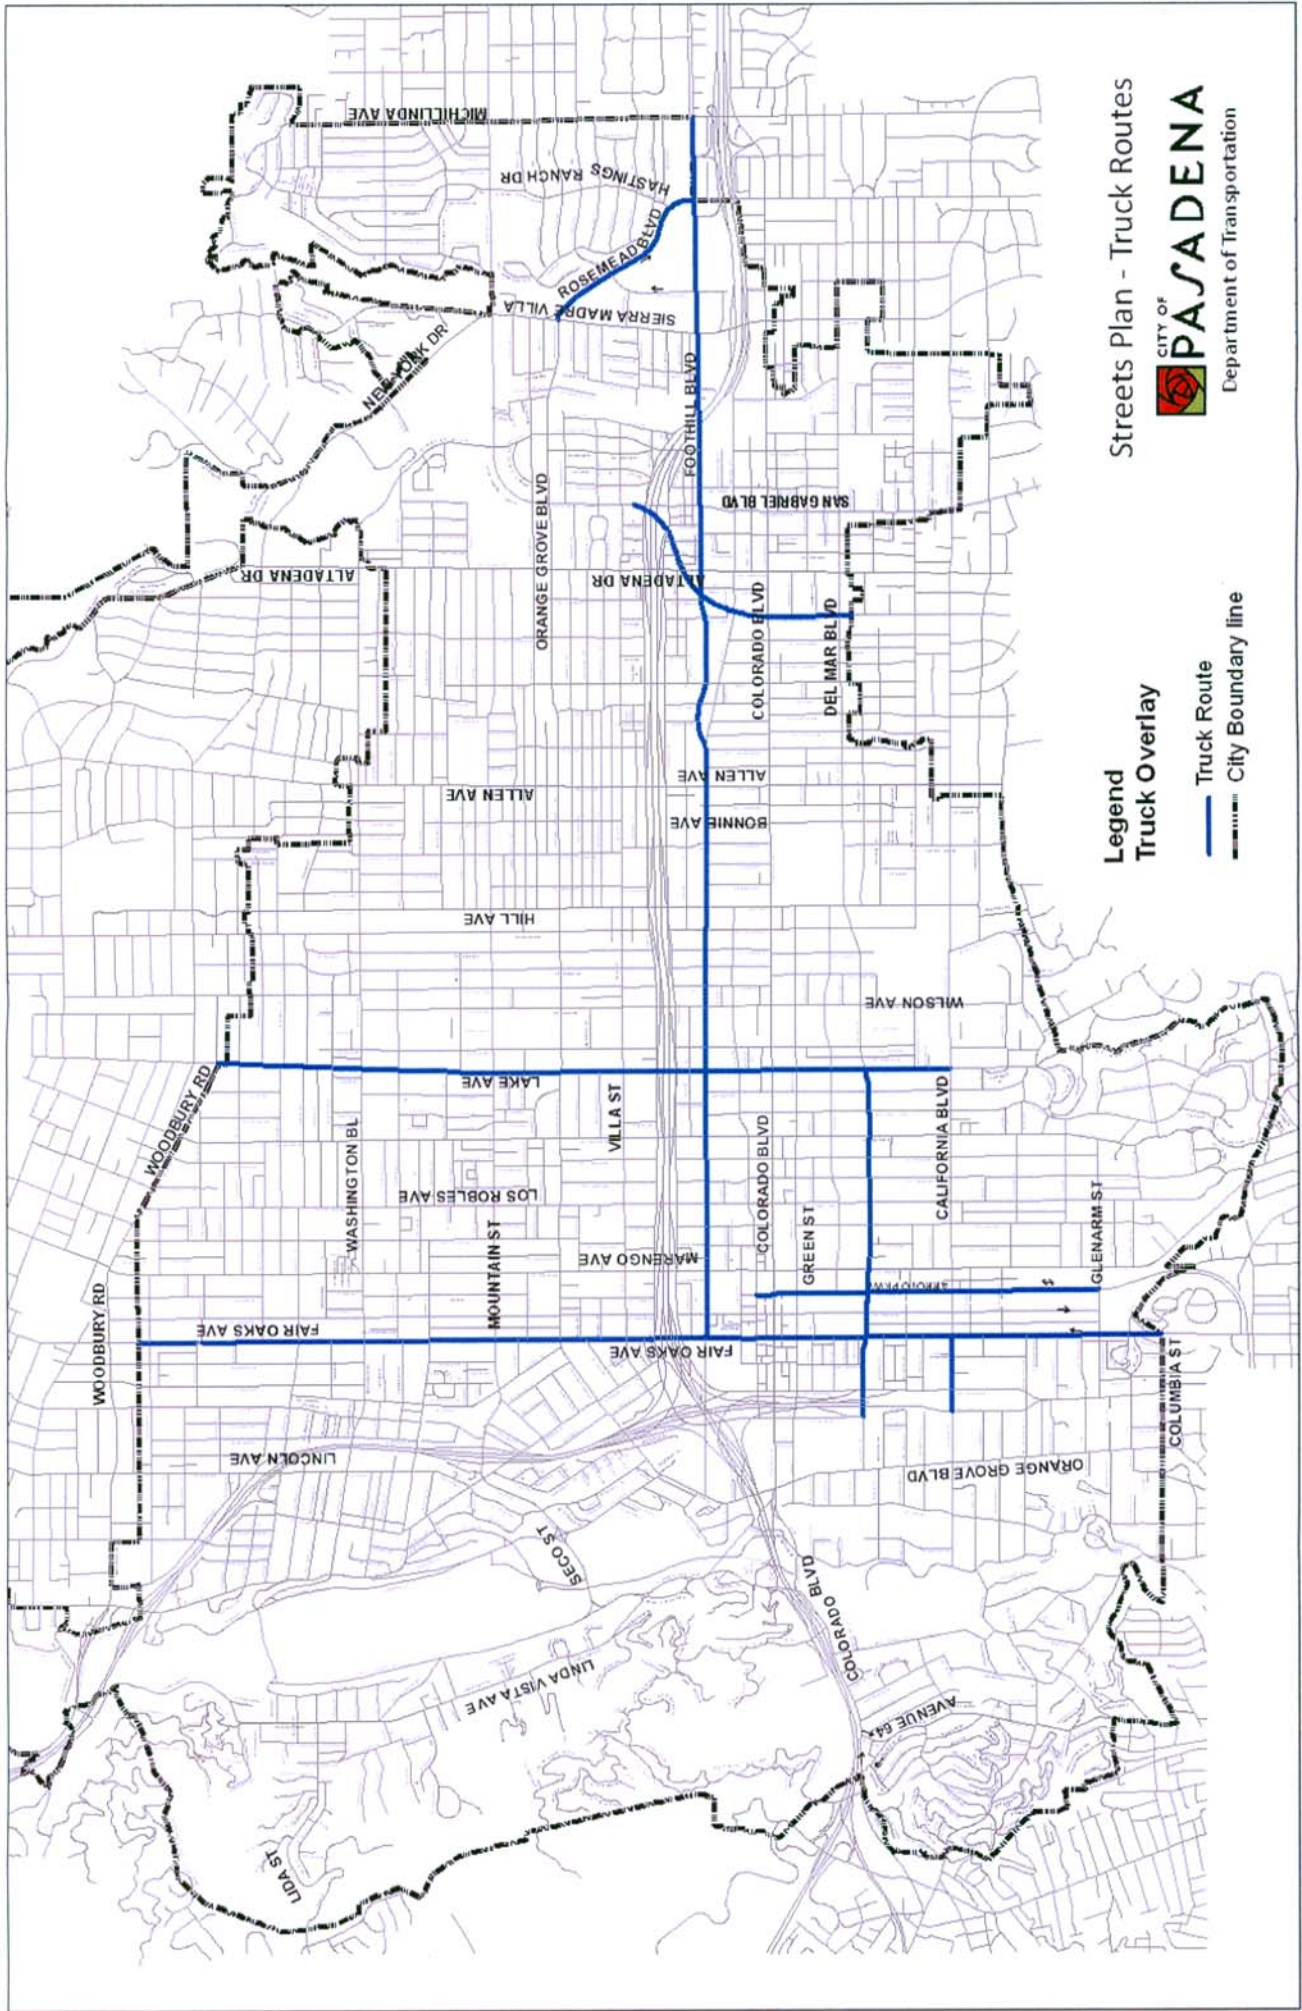 MICHILLINDA AVE
HASTINGS RANCH DR
ROSEMEAD BLVD
SIERRA MADRE VILLA
NEW YORK DR
FOOTHILL BLVD
ORANGE GROVE BLVD
SAN GABRIEL BLVD
ALTADENA DR
ALTADENA DR
COLORADO BLVD
DEL MAR BLVD
ALLEN AVE
ALLEN AVE
BONNIE AVE
HILL AVE
WILSON AVE
WOODBURY RD
LAKE AVE
VILLA ST
WASHINGTON BL
LOS ROBLES AVE
COLORADO BLVD
CALIFORNIA BLVD
MOUNTAIN ST
MARENGO AVE
GREEN ST
GLENARM ST
ARROYO PKWY
WOODBURY RD
FAIR OAKS AVE
FAIR OAKS AVE
COLUMBIA ST
LINCOLN AVE
ORANGE GROVE BLVD
SECO ST
COLORADO BLVD
LINDA VISTA AVE
AVENUE 64
LIDA ST
Legend
Truck Overlay
Truck Route
City Boundary line
Streets Plan - Truck Routes
CITY OF
PASADENA
Department of Transportation